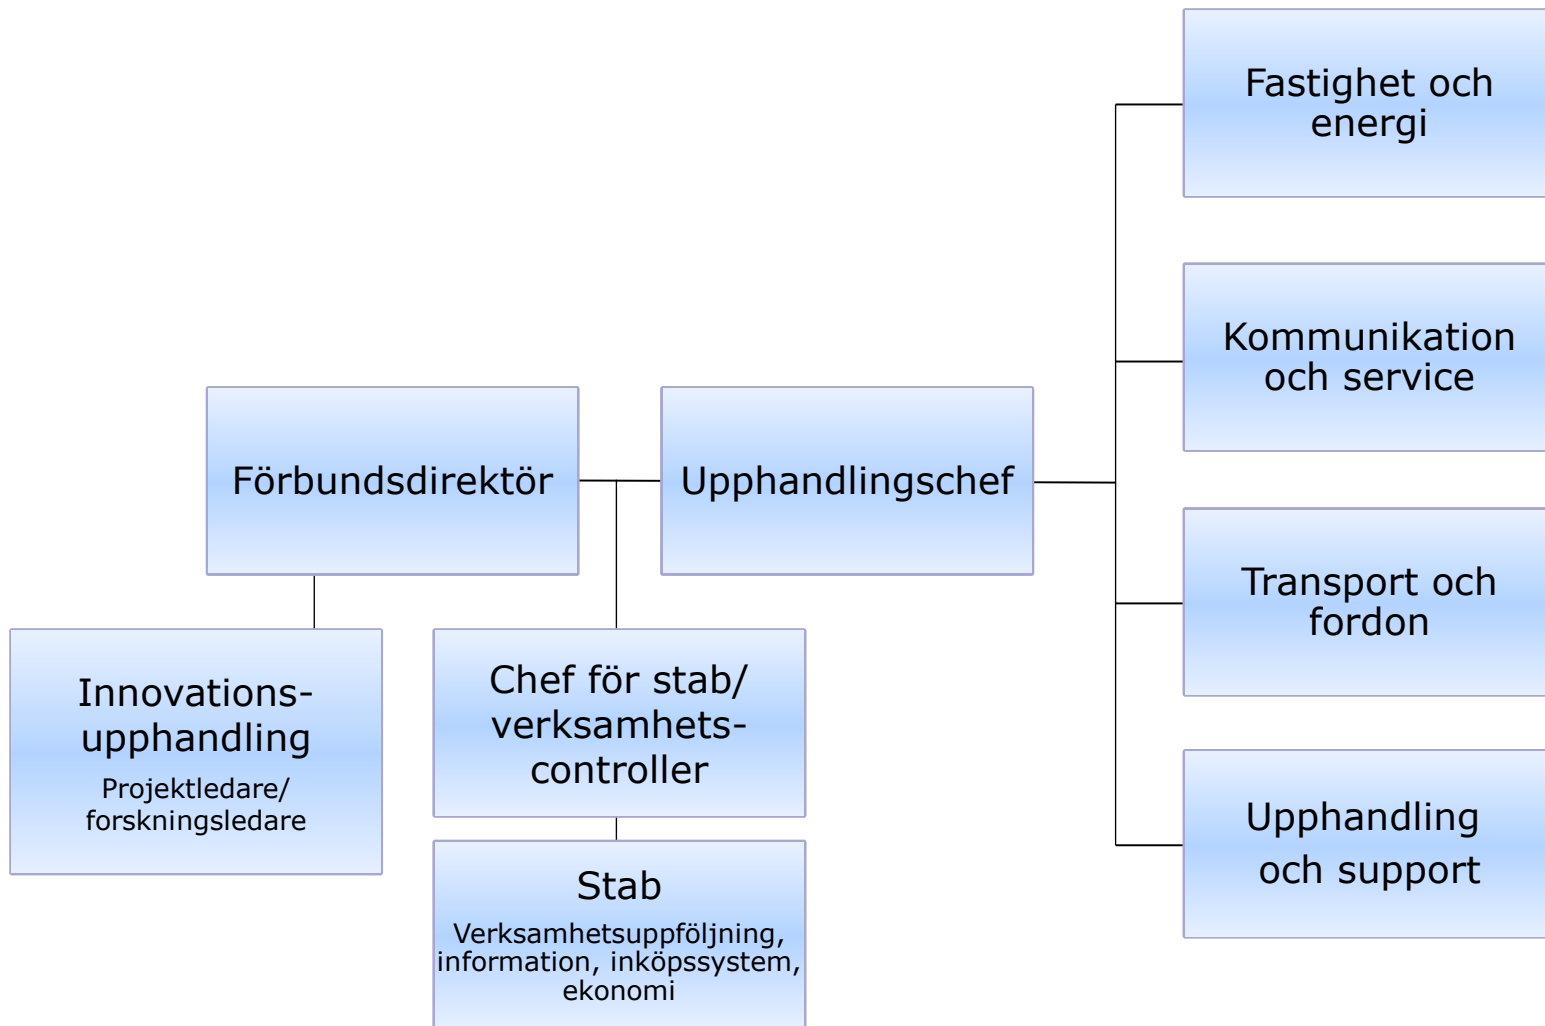 Fastighet och
energi
Kommunikation
och service
Förbundsdirektör
Upphandlingschef
Transport och
fordon
Innovations-
upphandling
Projektledare/
forskningsledare
Chef för stab/
verksamhets-
controller
Upphandling
och support
Stab
Verksamhetsuppföljning,
information, inköpssystem,
ekonomi